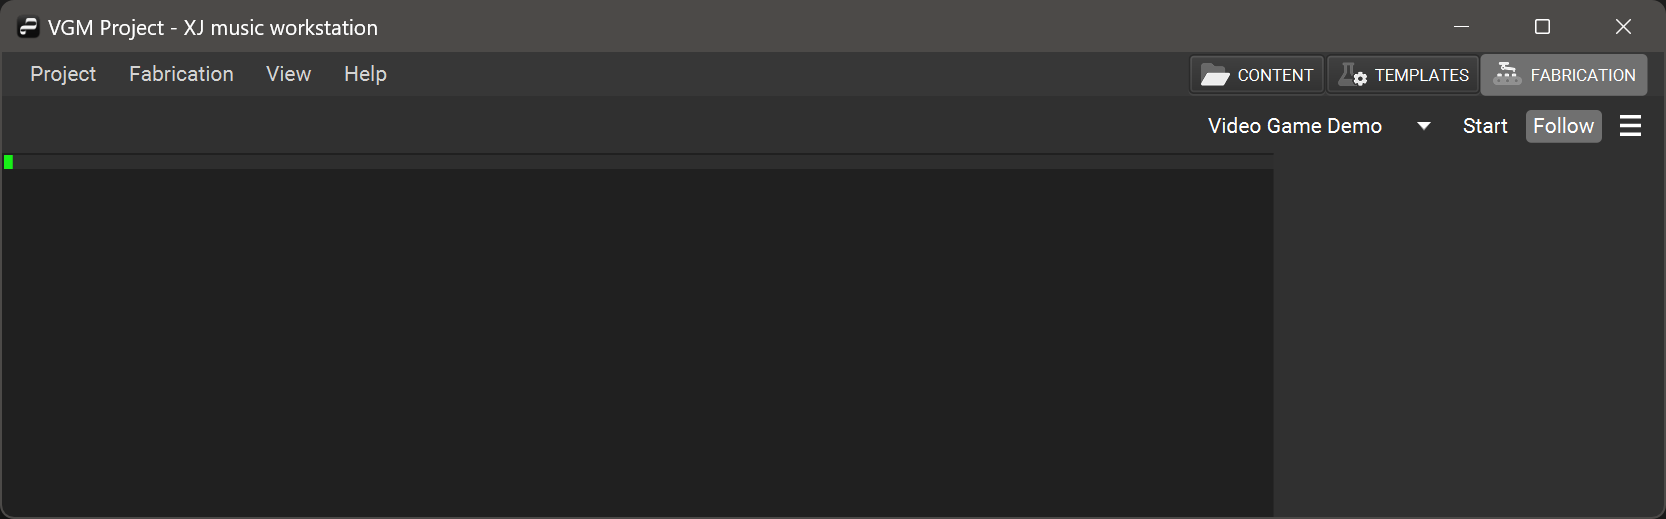 VGM Project - XJ music workstation
Project Fabrication View Help CONTENT TEMPLATES FABRICATION
Video Game Demo Start Follow